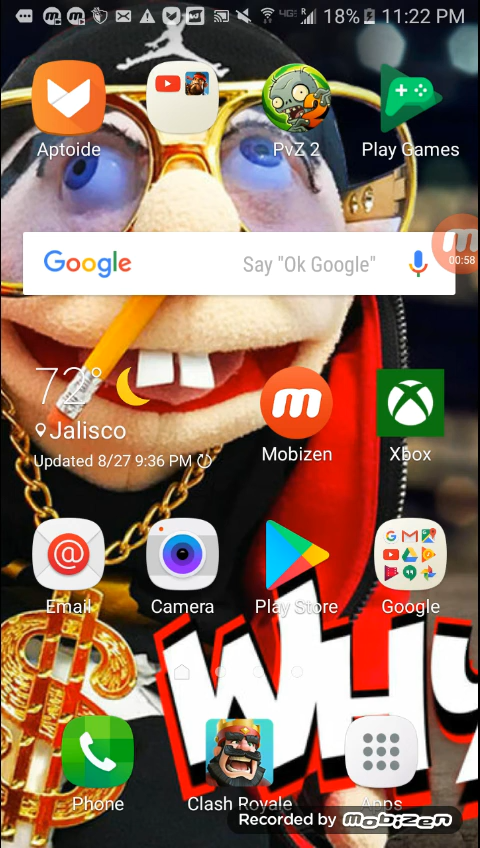 4G 18% 11:22 PM
Aptoide
PvZ 2
Play Games
Google Say "Ok Google"
m
00:58
72°
Jalisco
Updated 8/27 9:36 PM
m
Mobizen
Xbox
@
Email
Camera
Play Store
Google
WHY
Phone
Clash Royale
Apps
Recorded by mobizen